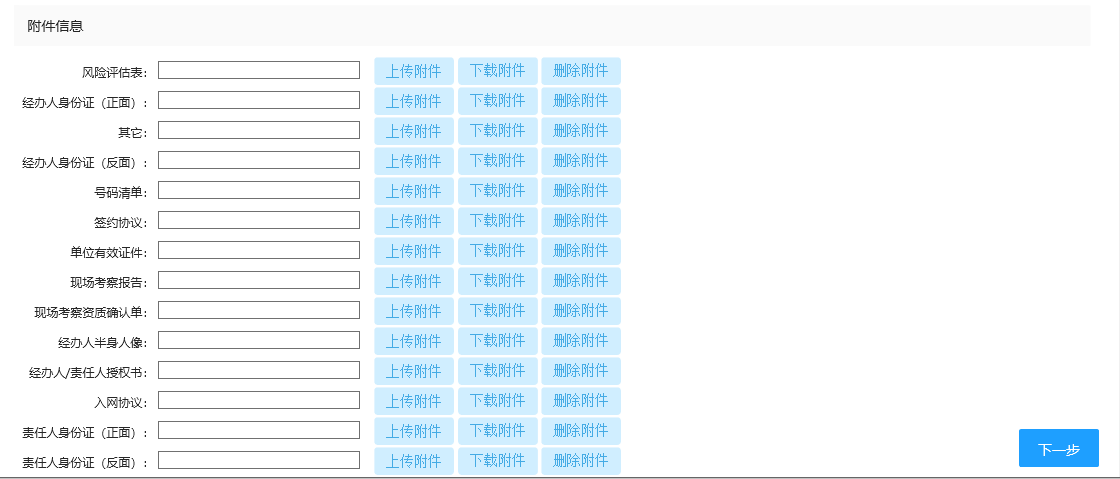 附件信息
风险评估表： 上传附件 下载附件 删除附件
经办人身份证（正面）： 上传附件 下载附件 删除附件
其它： 上传附件 下载附件 删除附件
经办人身份证（反面）： 上传附件 下载附件 删除附件
号码清单： 上传附件 下载附件 删除附件
签约协议： 上传附件 下载附件 删除附件
单位有效证件： 上传附件 下载附件 删除附件
现场考察报告： 上传附件 下载附件 删除附件
现场考察资质确认单： 上传附件 下载附件 删除附件
经办人半身人像： 上传附件 下载附件 删除附件
经办人/责任人授权书： 上传附件 下载附件 删除附件
入网协议： 上传附件 下载附件 删除附件
责任人身份证（正面）： 上传附件 下载附件 删除附件
下一步
责任人身份证（反面）： 上传附件 下载附件 删除附件